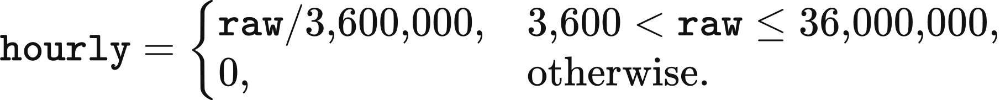 hourly = { raw/3,600,000, 3,600 < raw ≤ 36,000,000,
0, otherwise.